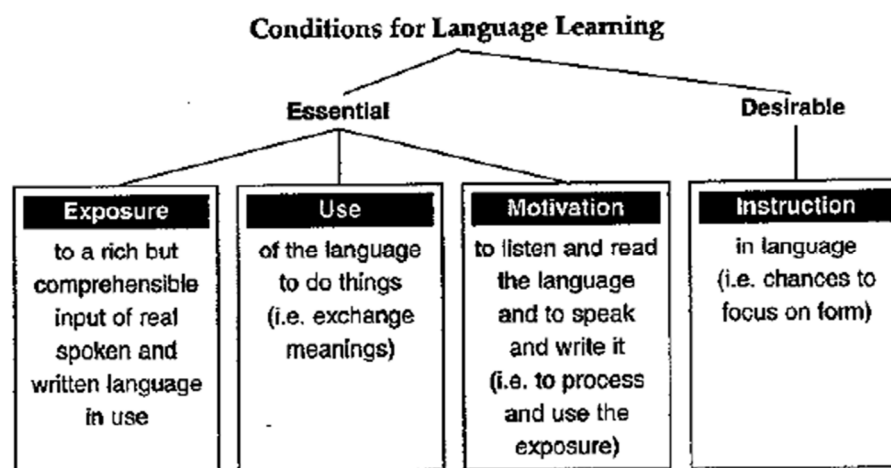 Conditions for Language Learning
Essential
Desirable
Exposure
to a rich but
comprehensible
input of real
spoken and
written language
in use
Use
of the language
to do things
(i.e. exchange
meanings)
Motivation
to listen and read
the language
and to speak
and write it
(i.e. to process
and use the
exposure)
Instruction
in language
(i.e. chances to
focus on form)